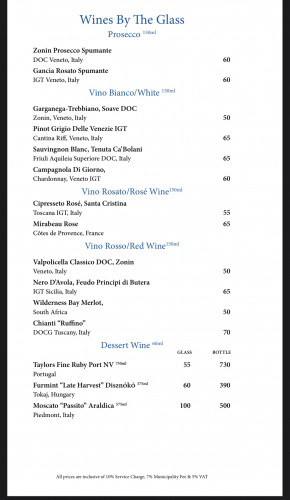 Wines By The Glass
Prosecco 150ml
Zonin Prosecco Spumante
DOC Veneto, Italy 60
Gancia Rosato Spumante
IGT Veneto, Italy 60
Vino Bianco/White 150ml
Garganega-Trebbiano, Soave DOC
Zonin, Veneto, Italy 50
Pinot Grigio Delle Venezie IGT
Cantina Riff, Veneto, Italy 65
Sauvingnon Blanc, Tenuta Ca'Bolani
Friuli Aquileia Superiore DOC, Italy 65
Campagnola Di Giorno,
Chardonnay, Veneto IGT 60
Vino Rosato/Rosé Wine150ml
Cipresseto Rosé, Santa Cristina
Toscana IGT, Italy 55
Mirabeau Rose 65
Côtes de Provence, France
Vino Rosso/Red Wine150ml
Valpolicella Classico DOC, Zonin
Veneto, Italy 50
Nero D'Avola, Feudo Principi di Butera
IGT Sicilia, Italy 65
Wilderness Bay Merlot,
South Africa 50
Chianti "Ruffino"
DOCG Tuscany, Italy 70
Dessert Wine 60ml
GLASS BOTTLE
Taylors Fine Ruby Port NV 750ml 55 730
Portugal
Furmint "Late Harvest" Disznókó 375ml 60 390
Tokaj, Hungary
Moscato "Passito" Araldica 375ml 100 500
Piedmont, Italy
All prices are inclusive of 10% Service Charge, 7% Municipality Fee & 5% VAT